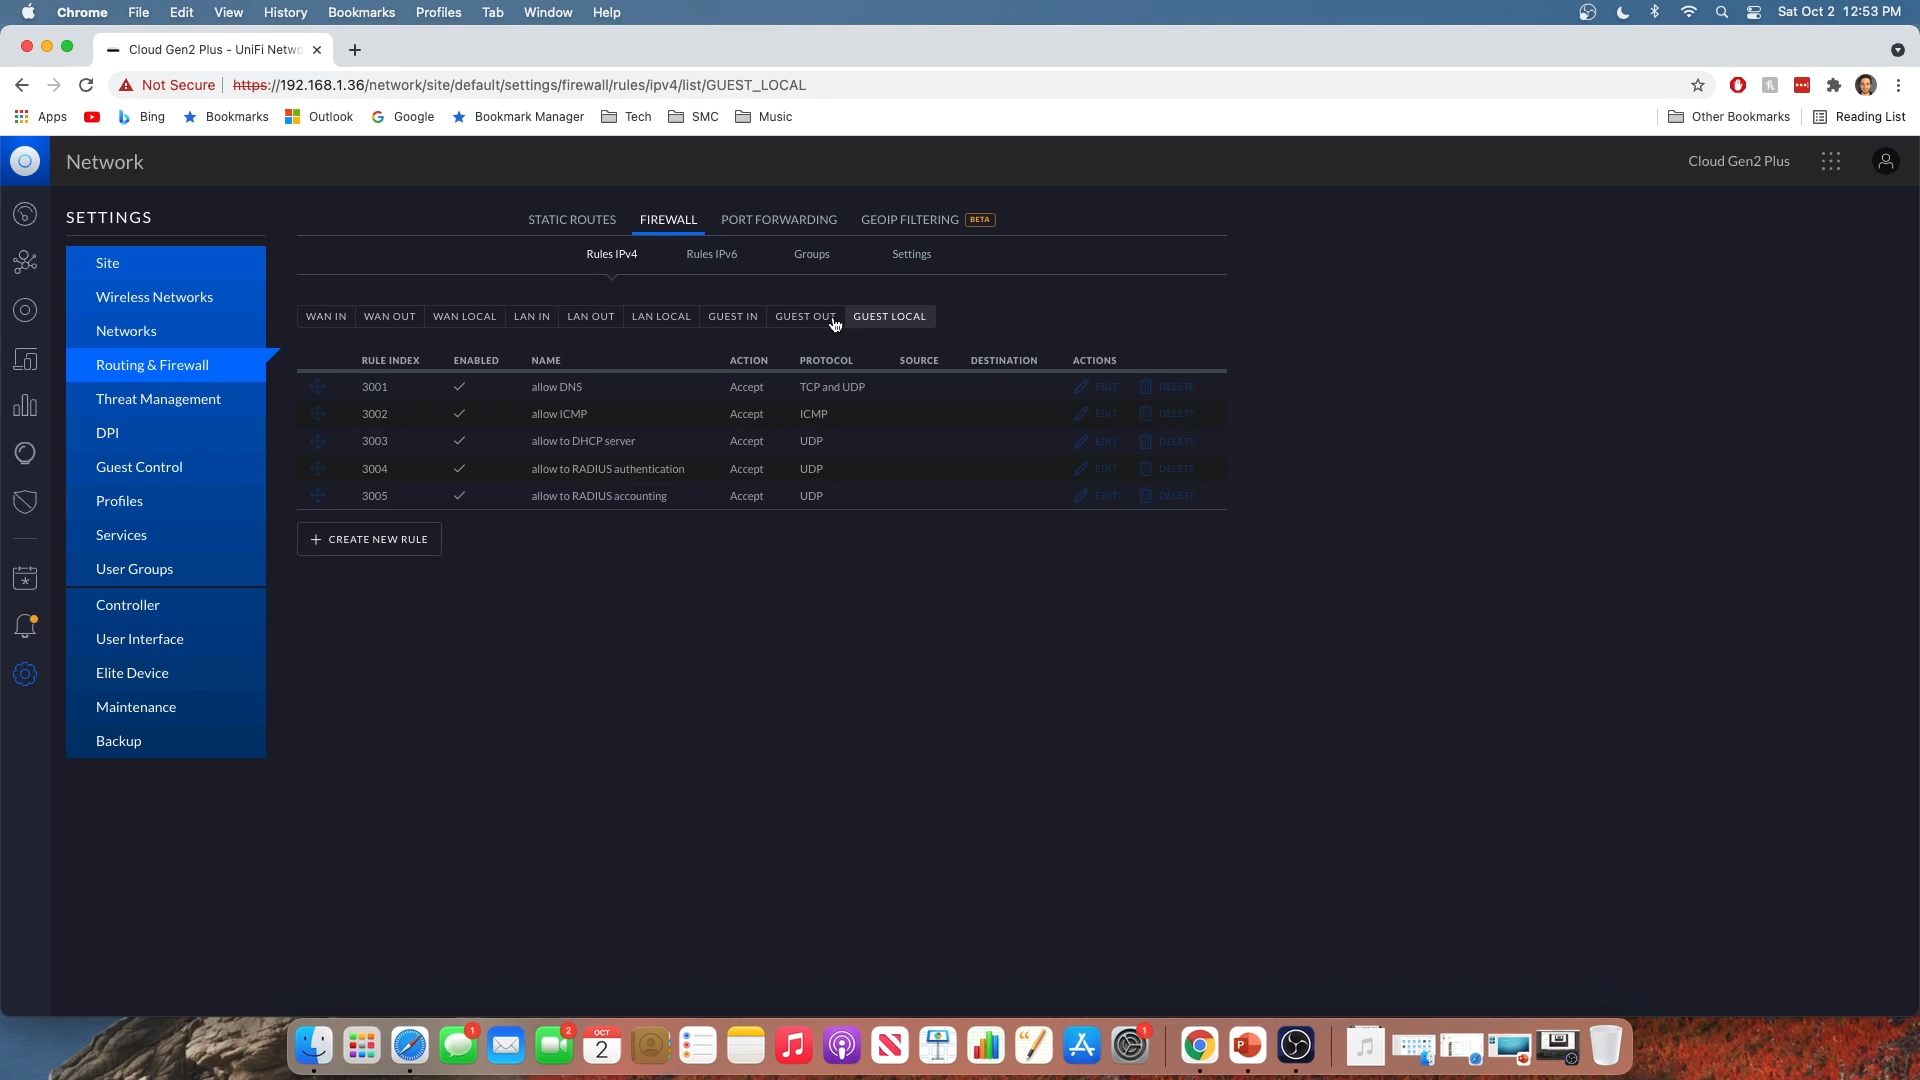 Chrome File Edit View History Bookmarks Profiles Tab Window Help Sat Oct 2 12:53 PM
Cloud Gen2 Plus - UniFi Netwo
Not Secure https://192.168.1.36/network/site/default/settings/firewall/rules/ipv4/list/GUEST_LOCAL
Apps Bing Bookmarks Outlook Google Bookmark Manager Tech SMC Music Other Bookmarks Reading List
Network Cloud Gen2 Plus
SETTINGS
Site
Wireless Networks
Networks
Routing & Firewall
Threat Management
DPI
Guest Control
Profiles
Services
User Groups
Controller
User Interface
Elite Device
Maintenance
Backup
STATIC ROUTES FIREWALL PORT FORWARDING GEOIP FILTERING BETA
Rules IPv4 Rules IPv6 Groups Settings
WAN IN WAN OUT WAN LOCAL LAN IN LAN OUT LAN LOCAL GUEST IN GUEST OUT GUEST LOCAL
RULE INDEX ENABLED NAME ACTION PROTOCOL SOURCE DESTINATION ACTIONS
3001 allow DNS Accept TCP and UDP EDIT DELETE
3002 allow ICMP Accept ICMP EDIT DELETE
3003 allow to DHCP server Accept UDP EDIT DELETE
3004 allow to RADIUS authentication Accept UDP EDIT DELETE
3005 allow to RADIUS accounting Accept UDP EDIT DELETE
CREATE NEW RULE
1 2 OCT 2 1